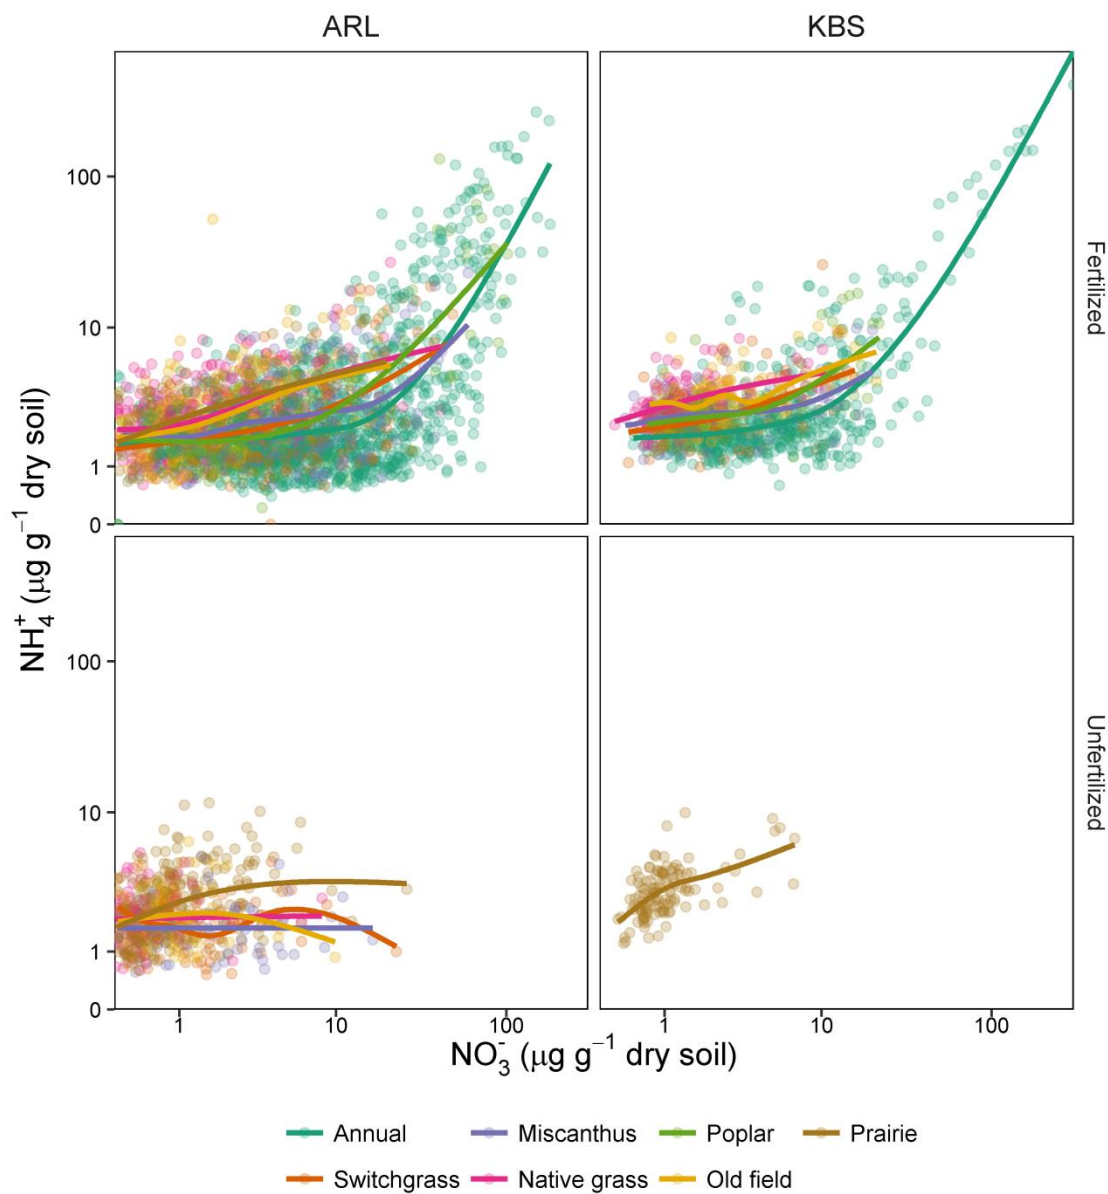 ARL KBS
100
10
1
0
Fertilized
NH₄⁺ (μg g⁻¹ dry soil)
100
10
1
0
Unfertilized
1 10 100 1 10 100
NO₃⁻ (μg g⁻¹ dry soil)
Annual Miscanthus Poplar Prairie
Switchgrass Native grass Old field